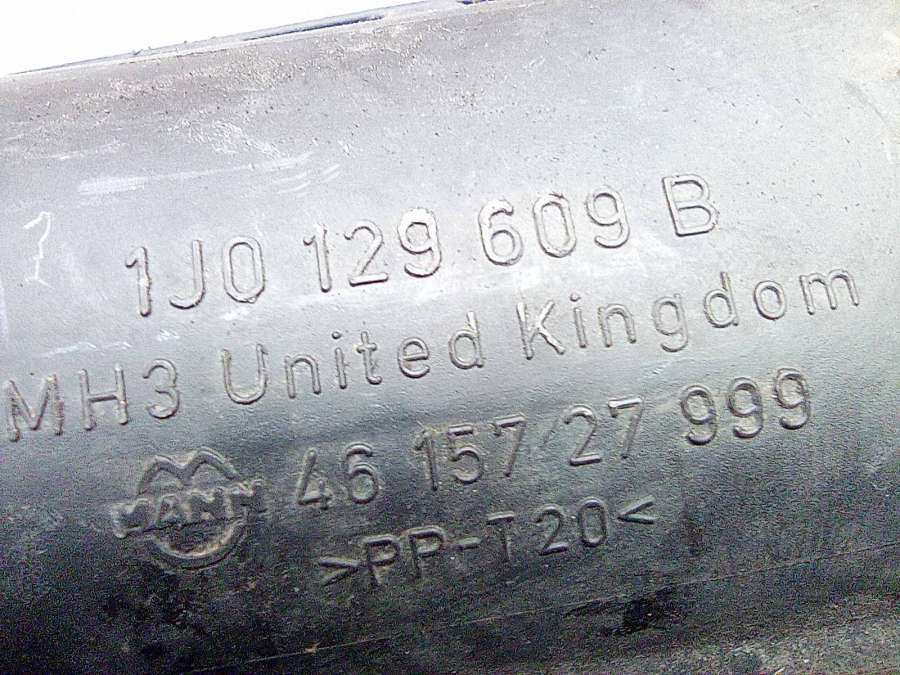 1J0 129 609 B
MH3 United Kingdom
MANN 46 157 27 999
>PP-T20<